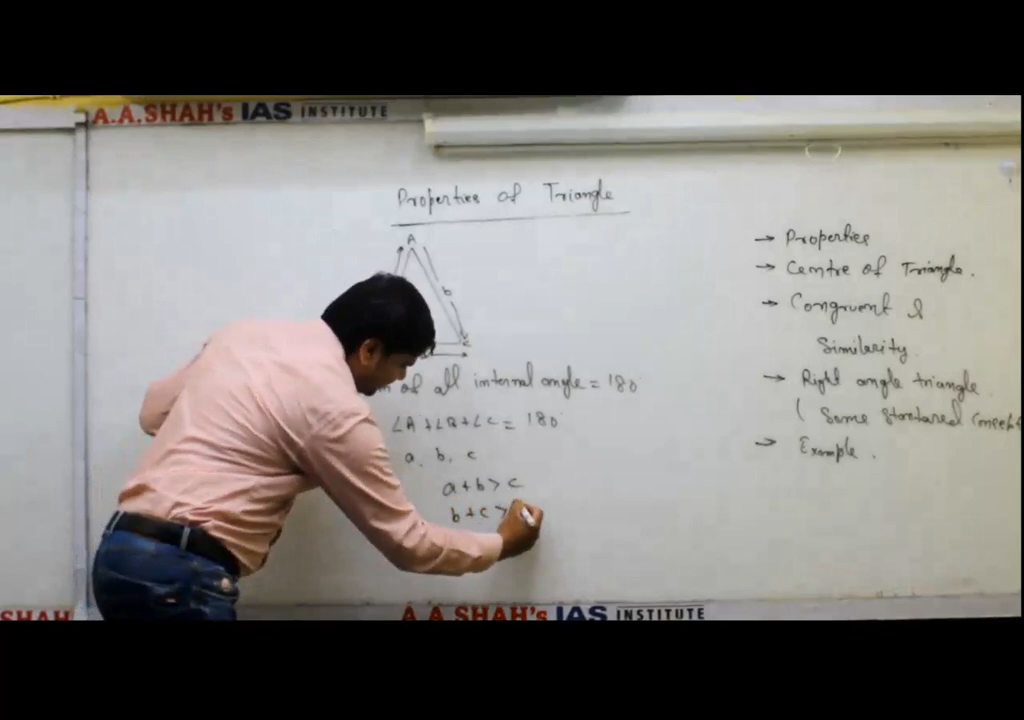 A.A.SHAH's IAS INSTITUTE
Properties of Triangle
A
b
of all internal angle = 180°
∠A+∠B+∠C = 180°
a, b, c
a+b > c
b+c >
→ Properties
→ Centre of Triangle.
→ Congruent &
Similarity
→ Right angle triangle
( Some
→ Example.
SHAH
A.A SHAH's IAS INSTITUTE